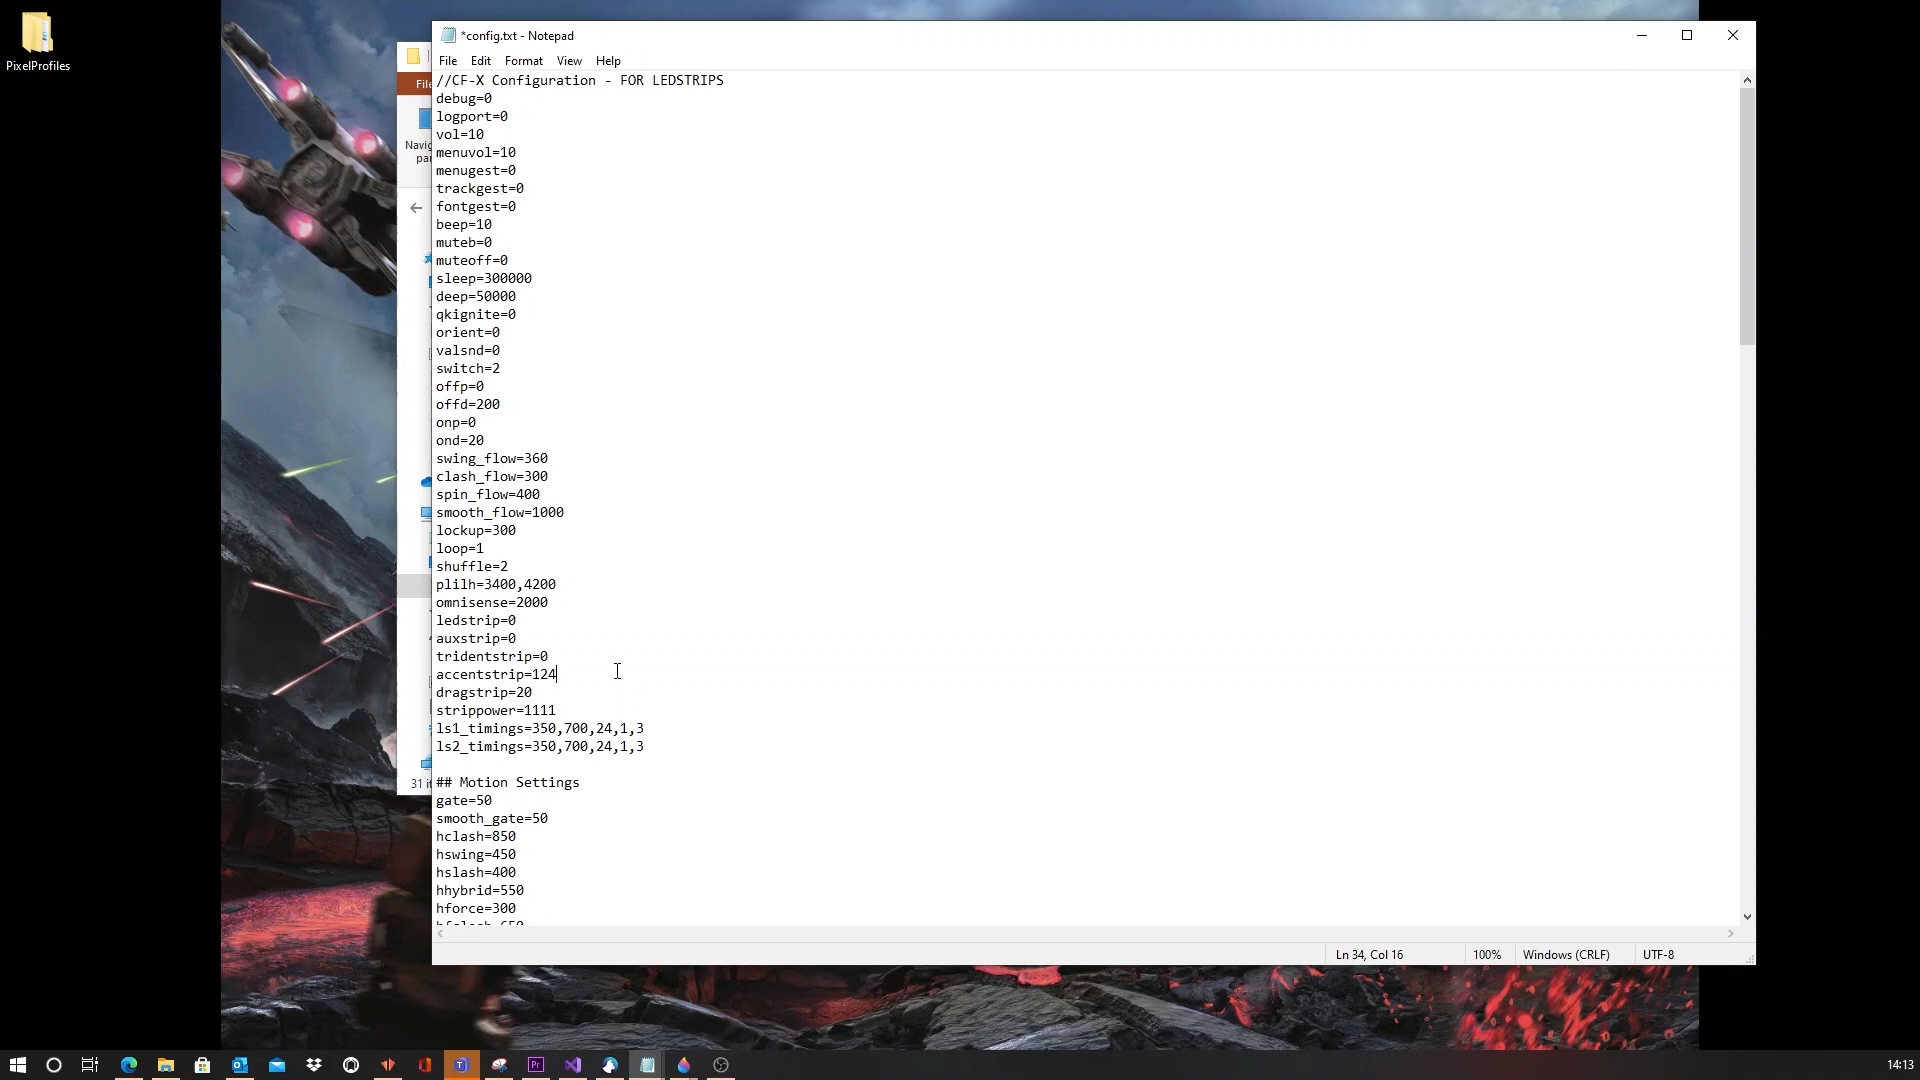 PixelProfiles
*config.txt - Notepad
File Edit Format View Help
File
Navig
pa
31 it
//CF-X Configuration - FOR LEDSTRIPS
debug=0
logport=0
vol=10
menuvol=10
menugest=0
trackgest=0
fontgest=0
beep=10
muteb=0
muteoff=0
sleep=300000
deep=50000
qkignite=0
orient=0
valsnd=0
switch=2
offp=0
offd=200
onp=0
ond=20
swing_flow=360
clash_flow=300
spin_flow=400
smooth_flow=1000
lockup=300
loop=1
shuffle=2
plilh=3400,4200
omnisense=2000
ledstrip=0
auxstrip=0
tridentstrip=0
accentstrip=124
dragstrip=20
strippower=1111
ls1_timings=350,700,24,1,3
ls2_timings=350,700,24,1,3
## Motion Settings
gate=50
smooth_gate=50
hclash=850
hswing=450
hslash=400
hhybrid=550
hforce=300
Ln 34, Col 16 100% Windows (CRLF) UTF-8
14:13